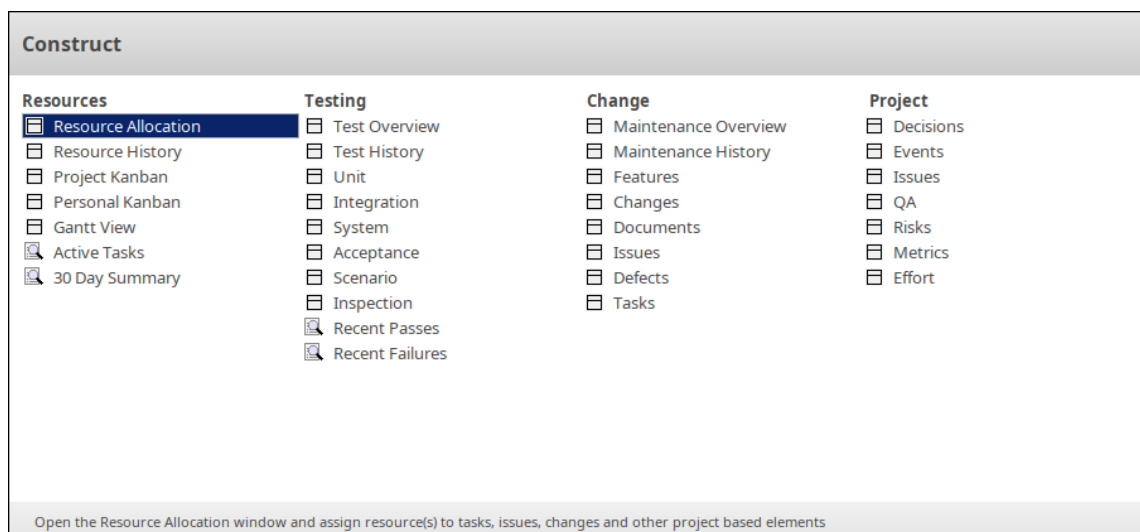 Construct
Resources
Resource Allocation
Resource History
Project Kanban
Personal Kanban
Gantt View
Active Tasks
30 Day Summary
Testing
Test Overview
Test History
Unit
Integration
System
Acceptance
Scenario
Inspection
Recent Passes
Recent Failures
Change
Maintenance Overview
Maintenance History
Features
Changes
Documents
Issues
Defects
Tasks
Project
Decisions
Events
Issues
QA
Risks
Metrics
Effort
Open the Resource Allocation window and assign resource(s) to tasks, issues, changes and other project based elements